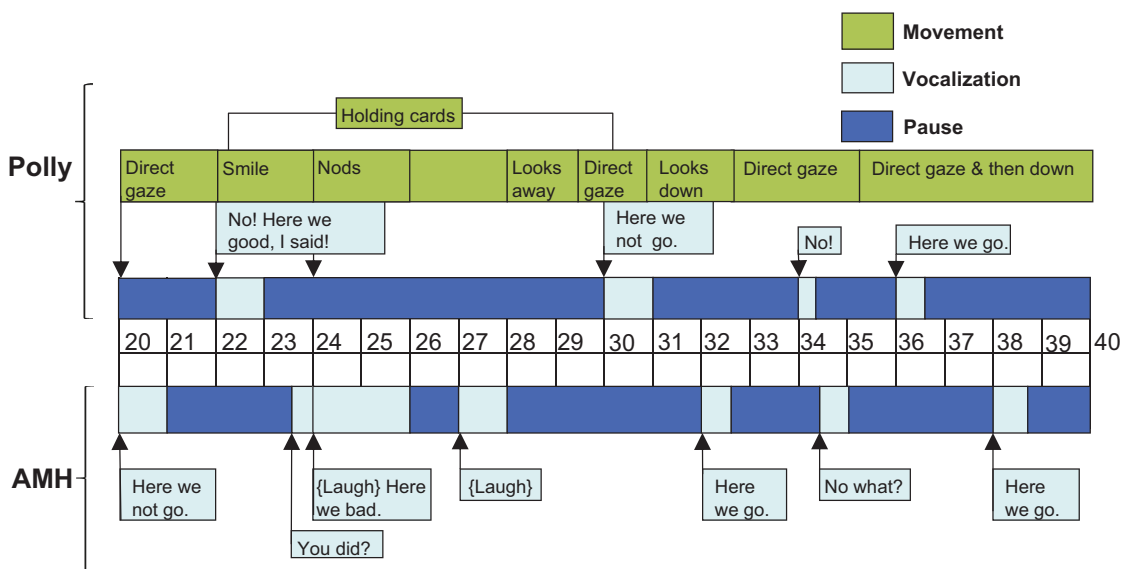 Movement
Vocalization
Pause
Holding cards
Polly
Direct
gaze
Smile
Nods
Looks
away
Direct
gaze
Looks
down
Direct gaze
Direct gaze & then down
No! Here we
good, I said!
Here we
not go.
No!
Here we go.
20 21 22 23 24 25 26 27 28 29 30 31 32 33 34 35 36 37 38 39 40
AMH
Here we
not go.
You did?
{Laugh} Here
we bad.
{Laugh}
Here
we go.
No what?
Here
we go.